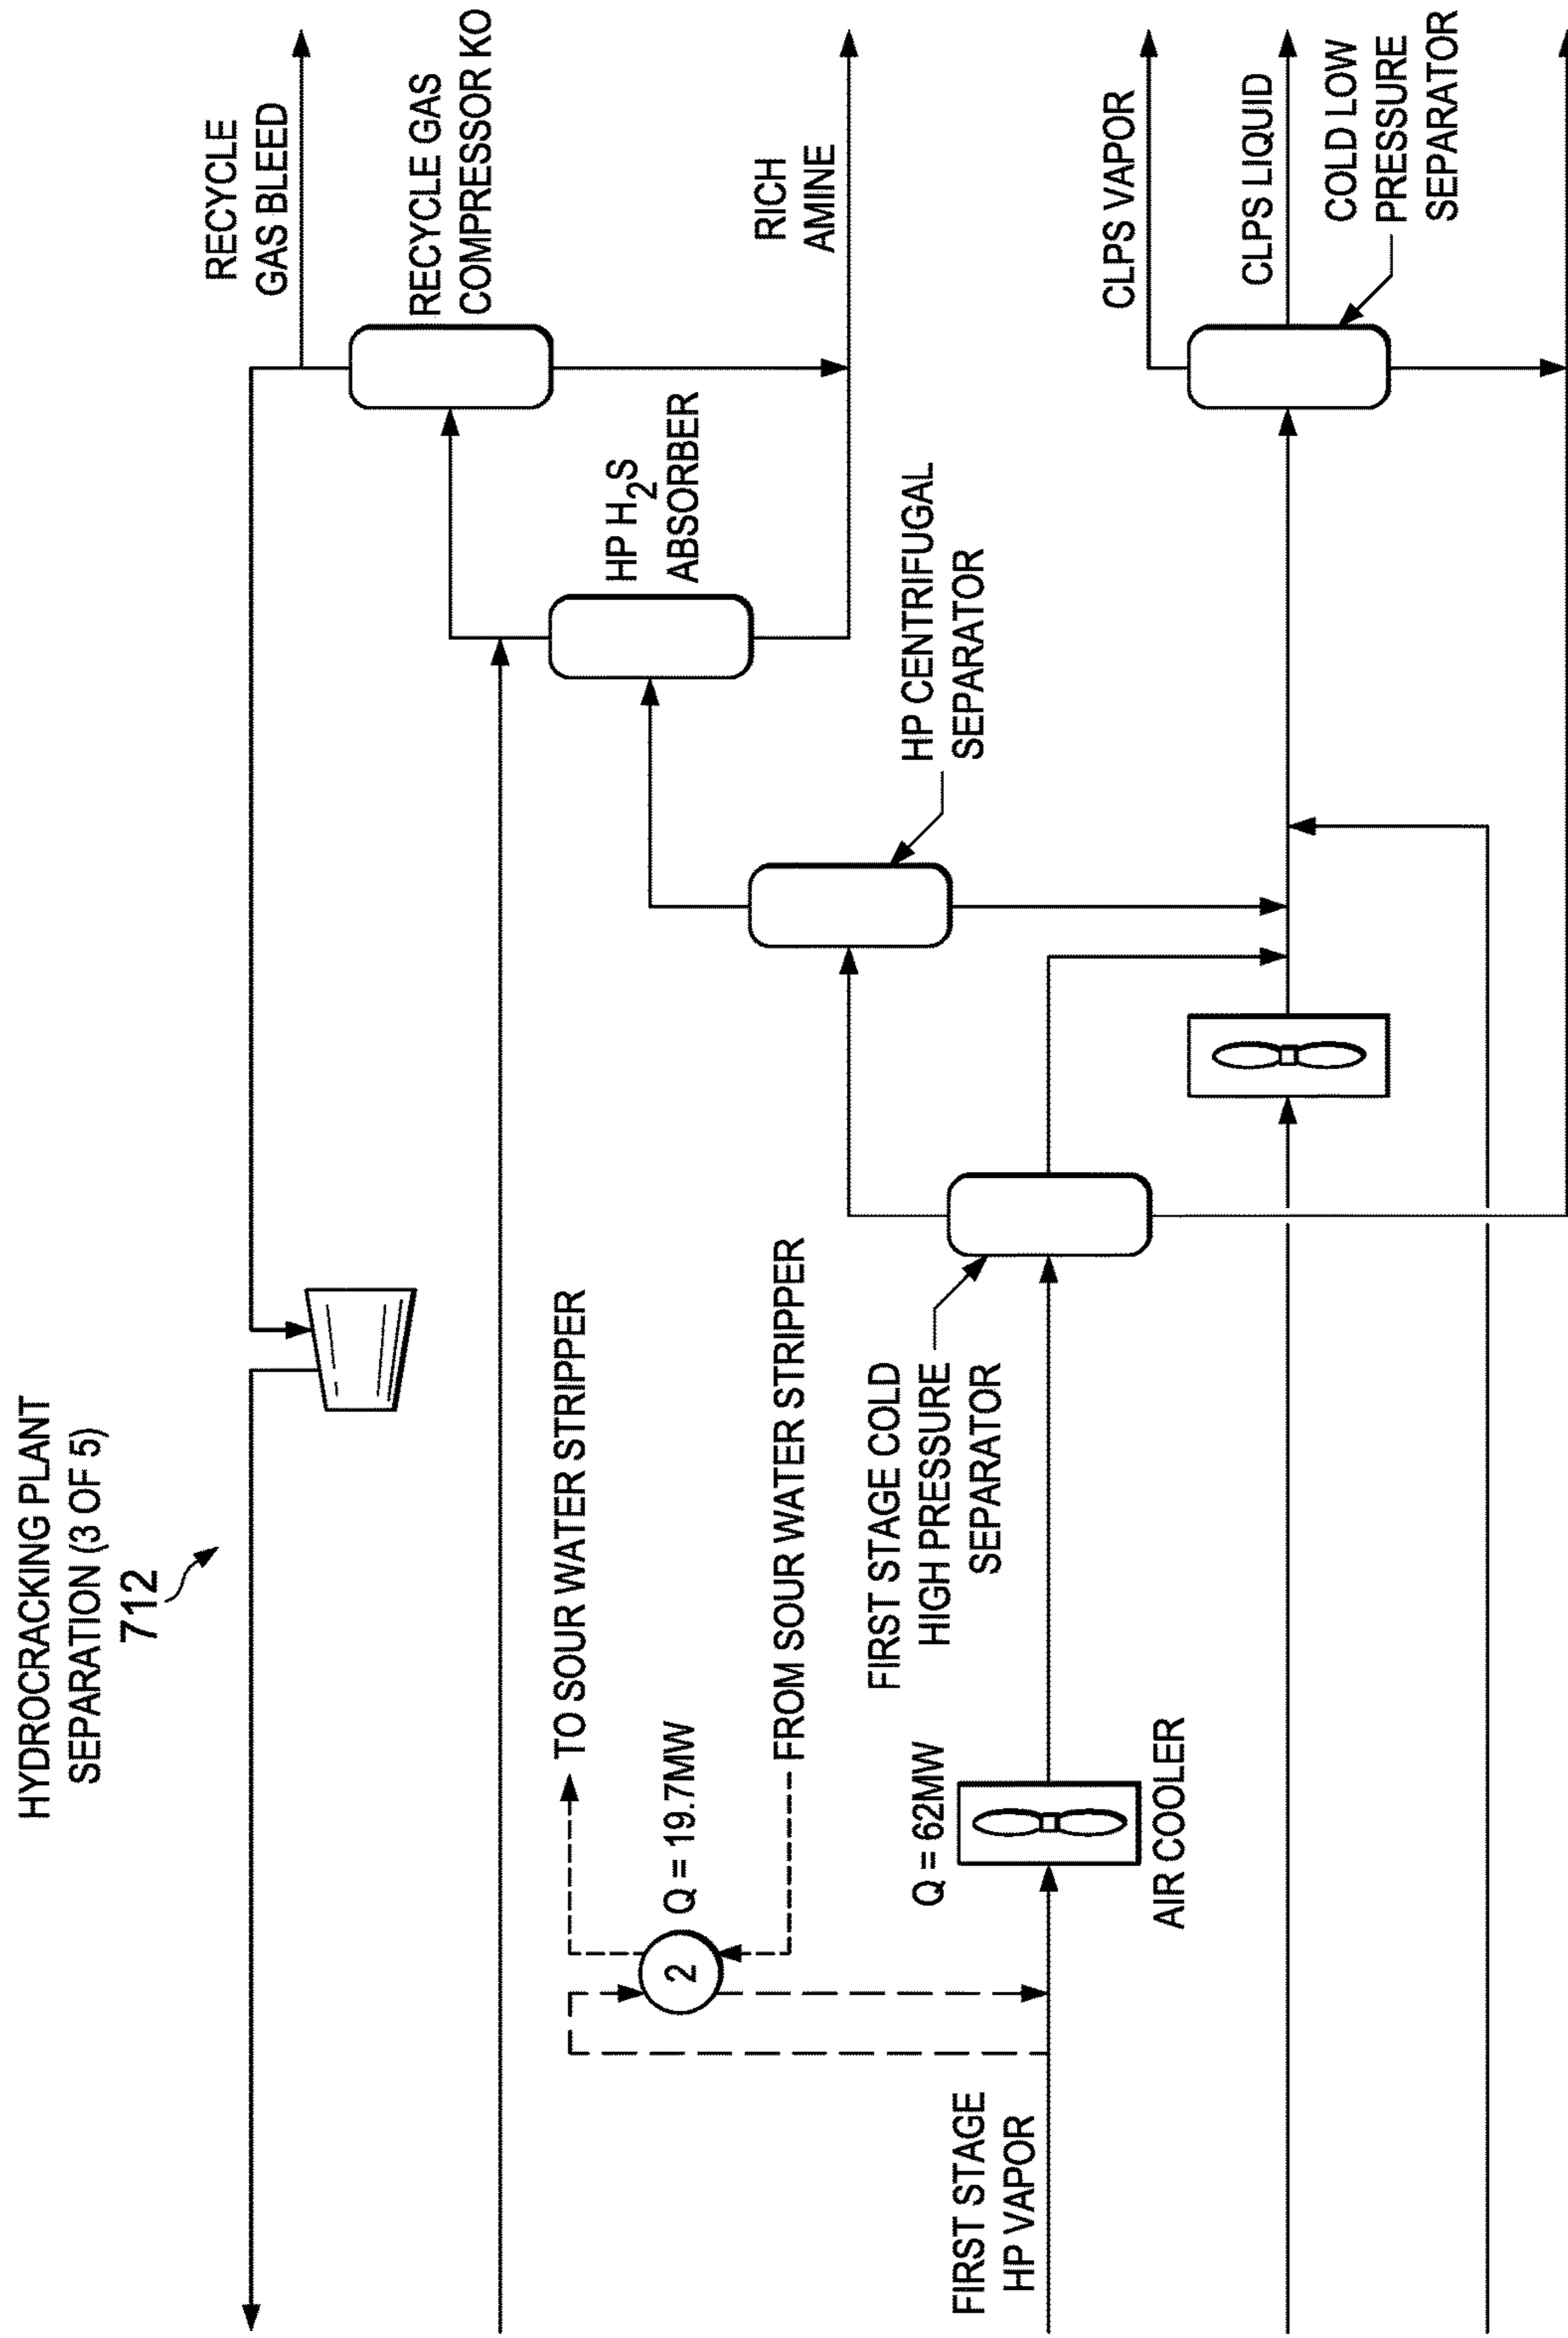 HYDROCRACKING PLANT
SEPARATION (3 OF 5)
712
RECYCLE
GAS BLEED
RECYCLE GAS
COMPRESSOR KO
HP H2S
ABSORBER
RICH
AMINE
TO SOUR WATER STRIPPER
2
Q = 19.7MW
FROM SOUR WATER STRIPPER
HP CENTRIFUGAL
SEPARATOR
FIRST STAGE COLD
HIGH PRESSURE
SEPARATOR
FIRST STAGE
HP VAPOR
Q = 62MW
AIR COOLER
CLPS VAPOR
CLPS LIQUID
COLD LOW
PRESSURE
SEPARATOR